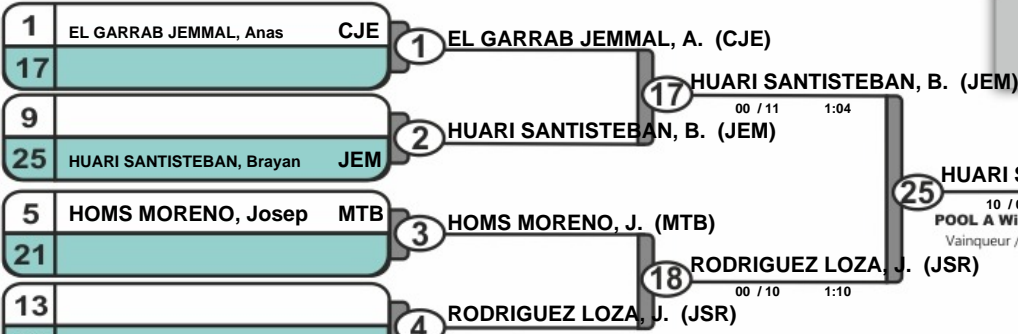 1 EL GARRAB JEMMAL, Anas CJE
17
1 EL GARRAB JEMMAL, A. (CJE)
17 HUARI SANTISTEBAN, B. (JEM)
00 / 11 1:04
9
25 HUARI SANTISTEBAN, Brayan JEM
2 HUARI SANTISTEBAN, B. (JEM)
25 HUARI
10 /
POOL A
Vainqueur /
5 HOMS MORENO, Josep MTB
21
3 HOMS MORENO, J. (MTB)
18 RODRIGUEZ LOZA, J. (JSR)
00 / 10 1:10
13
4 RODRIGUEZ LOZA, J. (JSR)